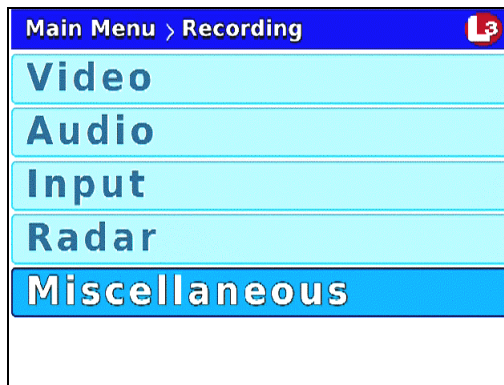 Main Menu > Recording L3
Video
Audio
Input
Radar
Miscellaneous